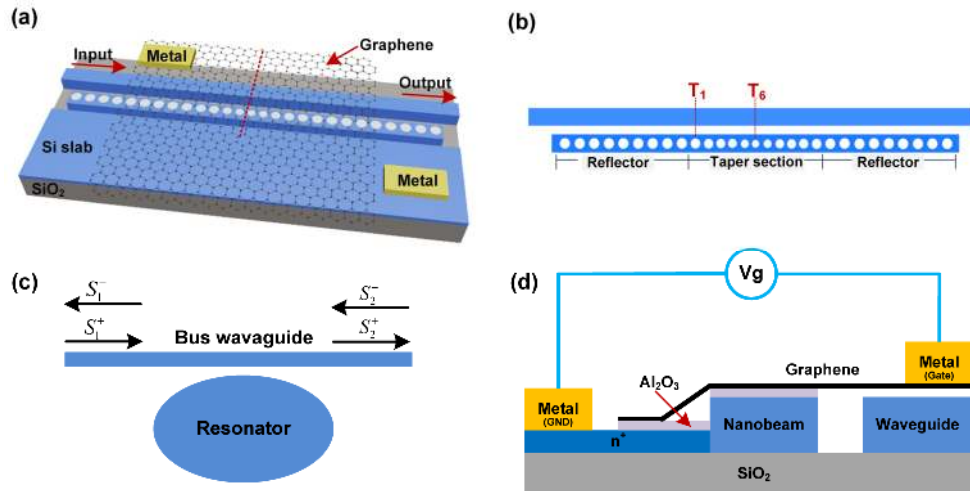 (a)
Input
Metal
Graphene
Output
Si slab
Metal
SiO₂
(b)
T₁
T₆
Reflector
Taper section
Reflector
(c)
S₁⁻
S₂⁻
S₁⁺
S₂⁺
Bus wavaguide
Resonator
(d)
Vg
Metal
(Gate)
Graphene
Al₂O₃
Metal
(GND)
n⁺
Nanobeam
Waveguide
SiO₂